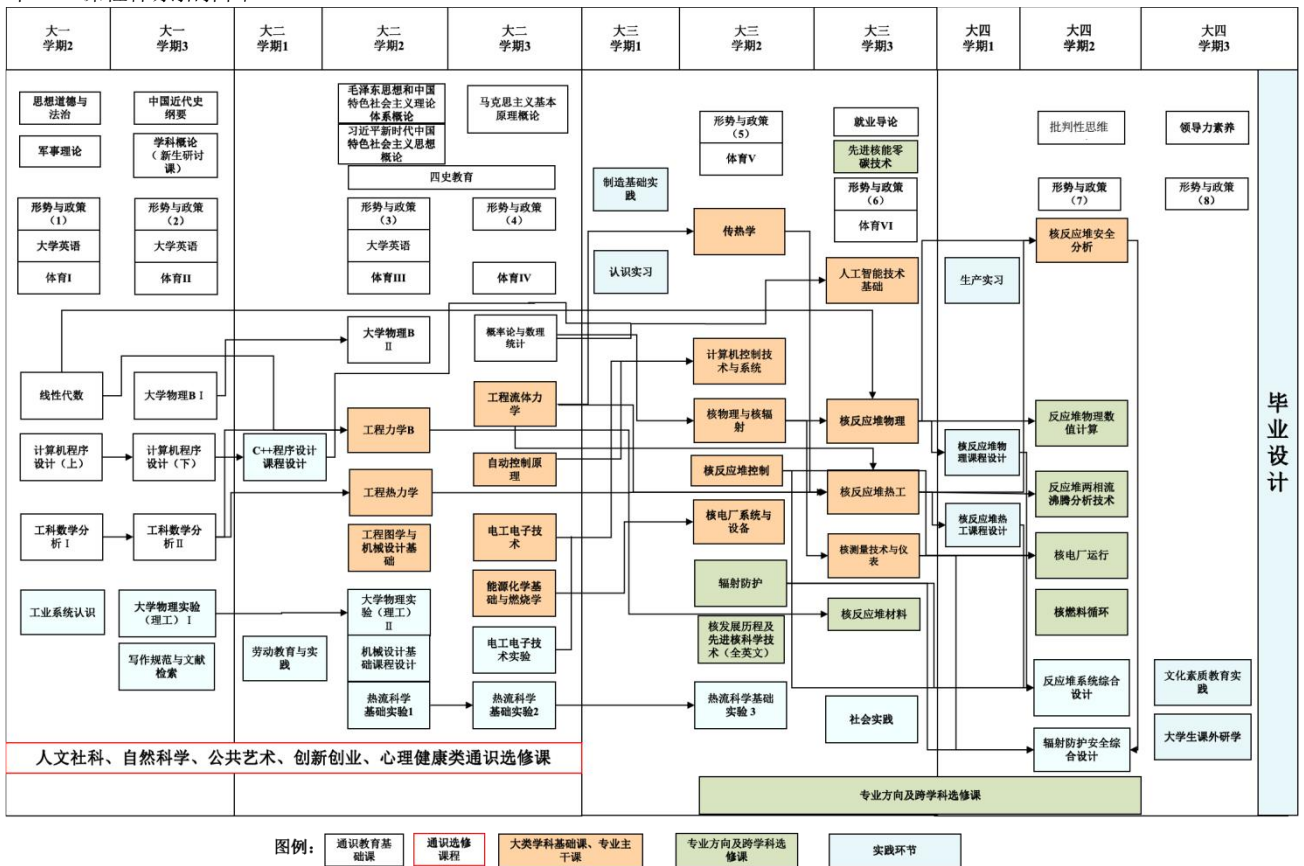 大一
学期2
大一
学期3
大二
学期1
大二
学期2
大二
学期3
大三
学期1
大三
学期2
大三
学期3
大四
学期1
大四
学期2
大四
学期3
思想道德与
法治
军事理论
形势与政策
（1）
大学英语
体育I
线性代数
计算机程序
设计（上）
工科数学分
析Ⅰ
工业系统认识
中国近代史
纲要
学科概论
（新生研讨
课）
形势与政策
（2）
大学英语
体育II
大学物理BⅠ
计算机程序
设计（下）
工科数学分
析Ⅱ
大学物理实验
（理工）Ⅰ
写作规范与文献
检索
C++程序设计
课程设计
劳动教育与实
践
毛泽东思想和中国
特色社会主义理论
体系概论
习近平新时代中国
特色社会主义思想
概论
四史教育
形势与政策
（3）
大学英语
体育III
大学物理B
Ⅱ
工程力学B
工程热力学
工程图学与
机械设计基
础
大学物理实
验（理工）
Ⅱ
机械设计基
础课程设计
热流科学
基础实验1
马克思主义基本
原理概论
形势与政策
（4）
体育IV
概率论与数理
统计
工程流体力
学
自动控制原
理
电工电子技
术
能源化学基
础与燃烧学
电工电子技
术实验
热流科学
基础实验2
制造基础实
践
认识实习
形势与政策
（5）
体育V
传热学
计算机控制技
术与系统
核物理与核辐
射
核反应堆控制
核电厂系统与
设备
辐射防护
核发展历程及
先进核科学技
术（全英文）
热流科学基础
实验 3
就业导论
先进核能零
碳技术
形势与政策
（6）
体育VI
人工智能技术
基础
核反应堆物理
核反应堆热工
核测量技术与仪
表
核反应堆材料
社会实践
生产实习
核反应堆物
理课程设计
核反应堆热
工课程设计
批判性思维
形势与政策
（7）
核反应堆安全
分析
反应堆物理数
值计算
反应堆两相流
沸腾分析技术
核电厂运行
核燃料循环
反应堆系统综合
设计
辐射防护安全综
合设计
领导力素养
形势与政策
（8）
文化素质教育实
践
大学生课外研学
毕业设计
人文社科、自然科学、公共艺术、创新创业、心理健康类通识选修课
专业方向及跨学科选修课
图例：
通识教育基
础课
通识选修
课程
大类学科基础课、专业主
干课
专业方向及跨学科选
修课
实践环节